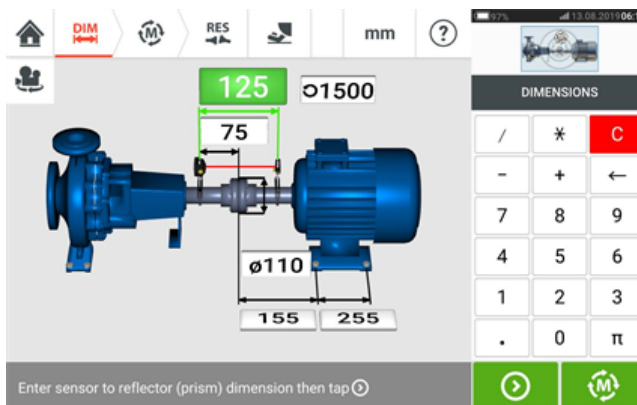 DIM
M
RES
mm
?
97%
13.08.2019 06:
125
1500
75
ø110
155
255
DIMENSIONS
/ * C
- + ←
7 8 9
4 5 6
1 2 3
. 0 π
Enter sensor to reflector (prism) dimension then tap
M